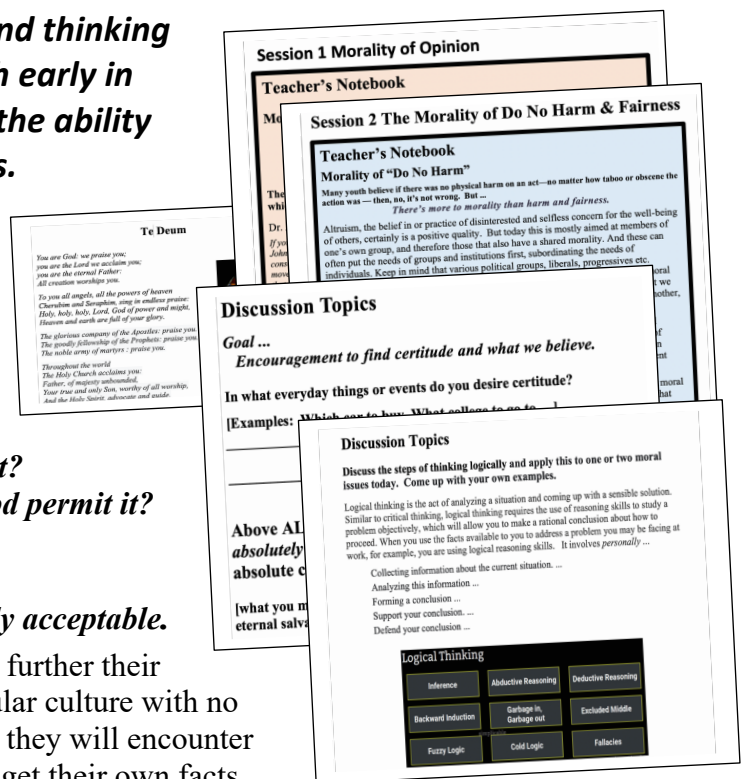 nd thinking
h early in
the ability
s.
Session 1 Morality of Opinion
Teacher's Notebook
Mo
The
whi
Dr.
If yo
John
cons
mov
Session 2 The Morality of Do No Harm & Fairness
Teacher's Notebook
Morality of "Do No Harm"
Many youth believe if there was no physical harm on an act—no matter how taboo or obscene the
action was — then, no, it's not wrong. But ...
There's more to morality than harm and fairness.
Altruism, the belief in or practice of disinterested and selfless concern for the well-being
of others, certainly is a positive quality. But today this is mostly aimed at members of
one's own group, and therefore those that also have a shared morality. And these can
often put the needs of groups and institutions first, subordinating the needs of
individuals. Keep in mind that various political groups, liberals, progressives etc.
oral
t we
nother,
of
n
ent
moral
hat
Te Deum
You are God: we praise you;
you are the Lord we acclaim you;
you are the eternal Father:
All creation worships you.
To you all angels, all the powers of heaven
Cherubim and Seraphim, sing in endless praise:
Holy, holy, holy, Lord, God of power and might,
Heaven and earth are full of your glory.
The glorious company of the Apostles: praise you.
The goodly fellowship of the Prophets: praise you.
The noble army of martyrs : praise you.
Throughout the world
The Holy Church acclaims you:
Father, of majesty unbounded,
Your true and only Son, worthy of all worship,
And the Holy Spirit, advocate and guide.
Discussion Topics
Goal ...
Encouragement to find certitude and what we believe.
In what everyday things or events do you desire certitude?
[Examples: Which car to buy. What college to go to ... ]
Above AL
absolutely
absolute c
[what you m
eternal salva
Discussion Topics
Discuss the steps of thinking logically and apply this to one or two moral
issues today. Come up with your own examples.
Logical thinking is the act of analyzing a situation and coming up with a sensible solution.
Similar to critical thinking, logical thinking requires the use of reasoning skills to study a
problem objectively, which will allow you to make a rational conclusion about how to
proceed. When you use the facts available to you to address a problem you may be facing at
work, for example, you are using logical reasoning skills. It involves personally ...
Collecting information about the current situation. ...
Analyzing this information ...
Forming a conclusion ...
Support your conclusion. ...
Defend your conclusion ...
Logical Thinking
Inference
Abductive Reasoning
Deductive Reasoning
Backward Induction
Garbage in,
Garbage out
Excluded Middle
Fuzzy Logic
Cold Logic
Fallacies
t?
od permit it?
ly acceptable.
further their
ular culture with no
they will encounter
get their own facts